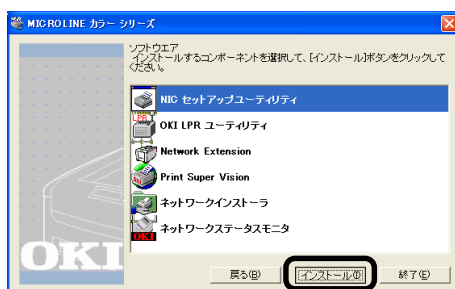 MICROLINE カラー シリーズ
ソフトウエア
インストールするコンポーネントを選択して、[インストール]ボタンをクリックして
ください。
NIC セットアップユーティリティ
OKI LPR ユーティリティ
Network Extension
Print Super Vision
ネットワークインストーラ
ネットワークステータスモニタ
OKI
戻る(B) インストール(I) 終了(E)